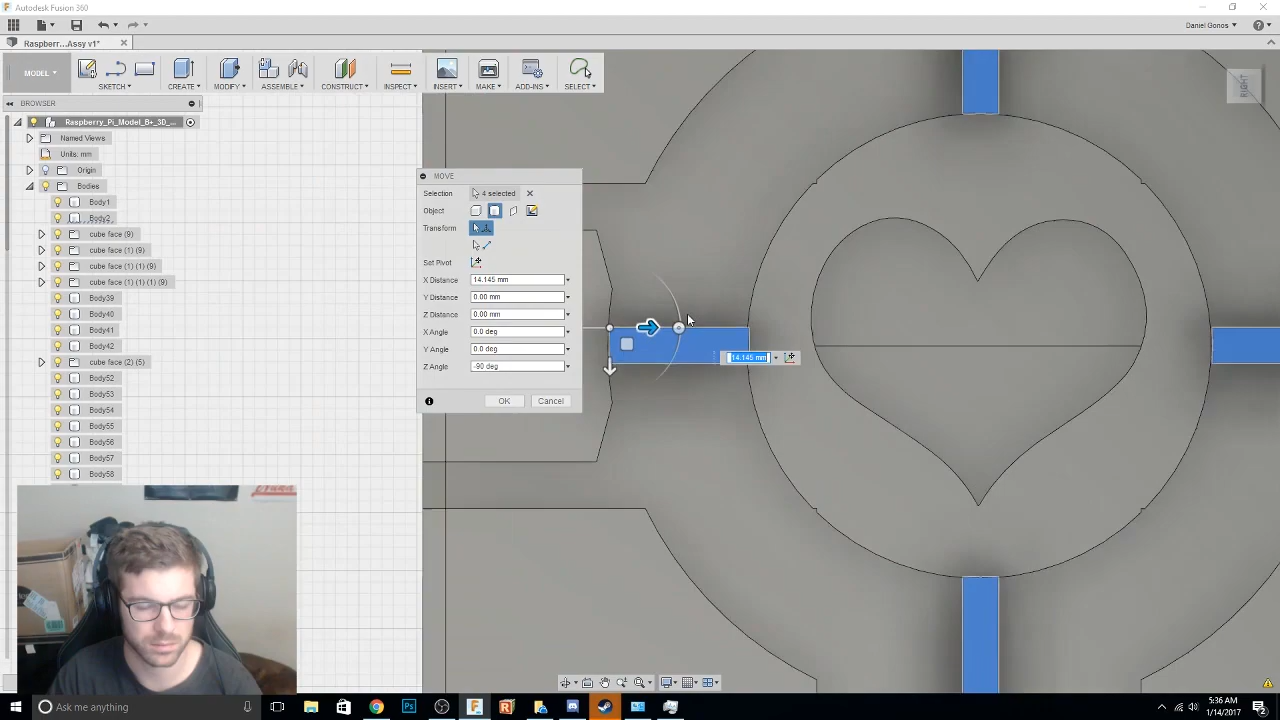 Autodesk Fusion 360
Daniel Gonos
Raspberr...Assy v1*
MODEL
SKETCH
CREATE
MODIFY
ASSEMBLE
CONSTRUCT
INSPECT
INSERT
MAKE
ADD-INS
SELECT
BROWSER
RIGHT
Raspberry_Pi_Model_B+_3D_...
Named Views
Units: mm
Origin
Bodies
Body1
Body2
cube face (9)
cube face (1) (9)
cube face (1) (1) (9)
cube face (1) (1) (1) (9)
Body39
Body40
Body41
Body42
cube face (2) (5)
Body52
Body53
Body54
Body55
Body56
Body57
Body58
MOVE
Selection 4 selected
Object
Transform
Set Pivot
X Distance 14.145 mm
Y Distance 0.00 mm
Z Distance 0.00 mm
X Angle 0.0 deg
Y Angle 0.0 deg
Z Angle -90 deg
OK Cancel
14.145 mm
Ask me anything
5:36 AM
1/14/2017